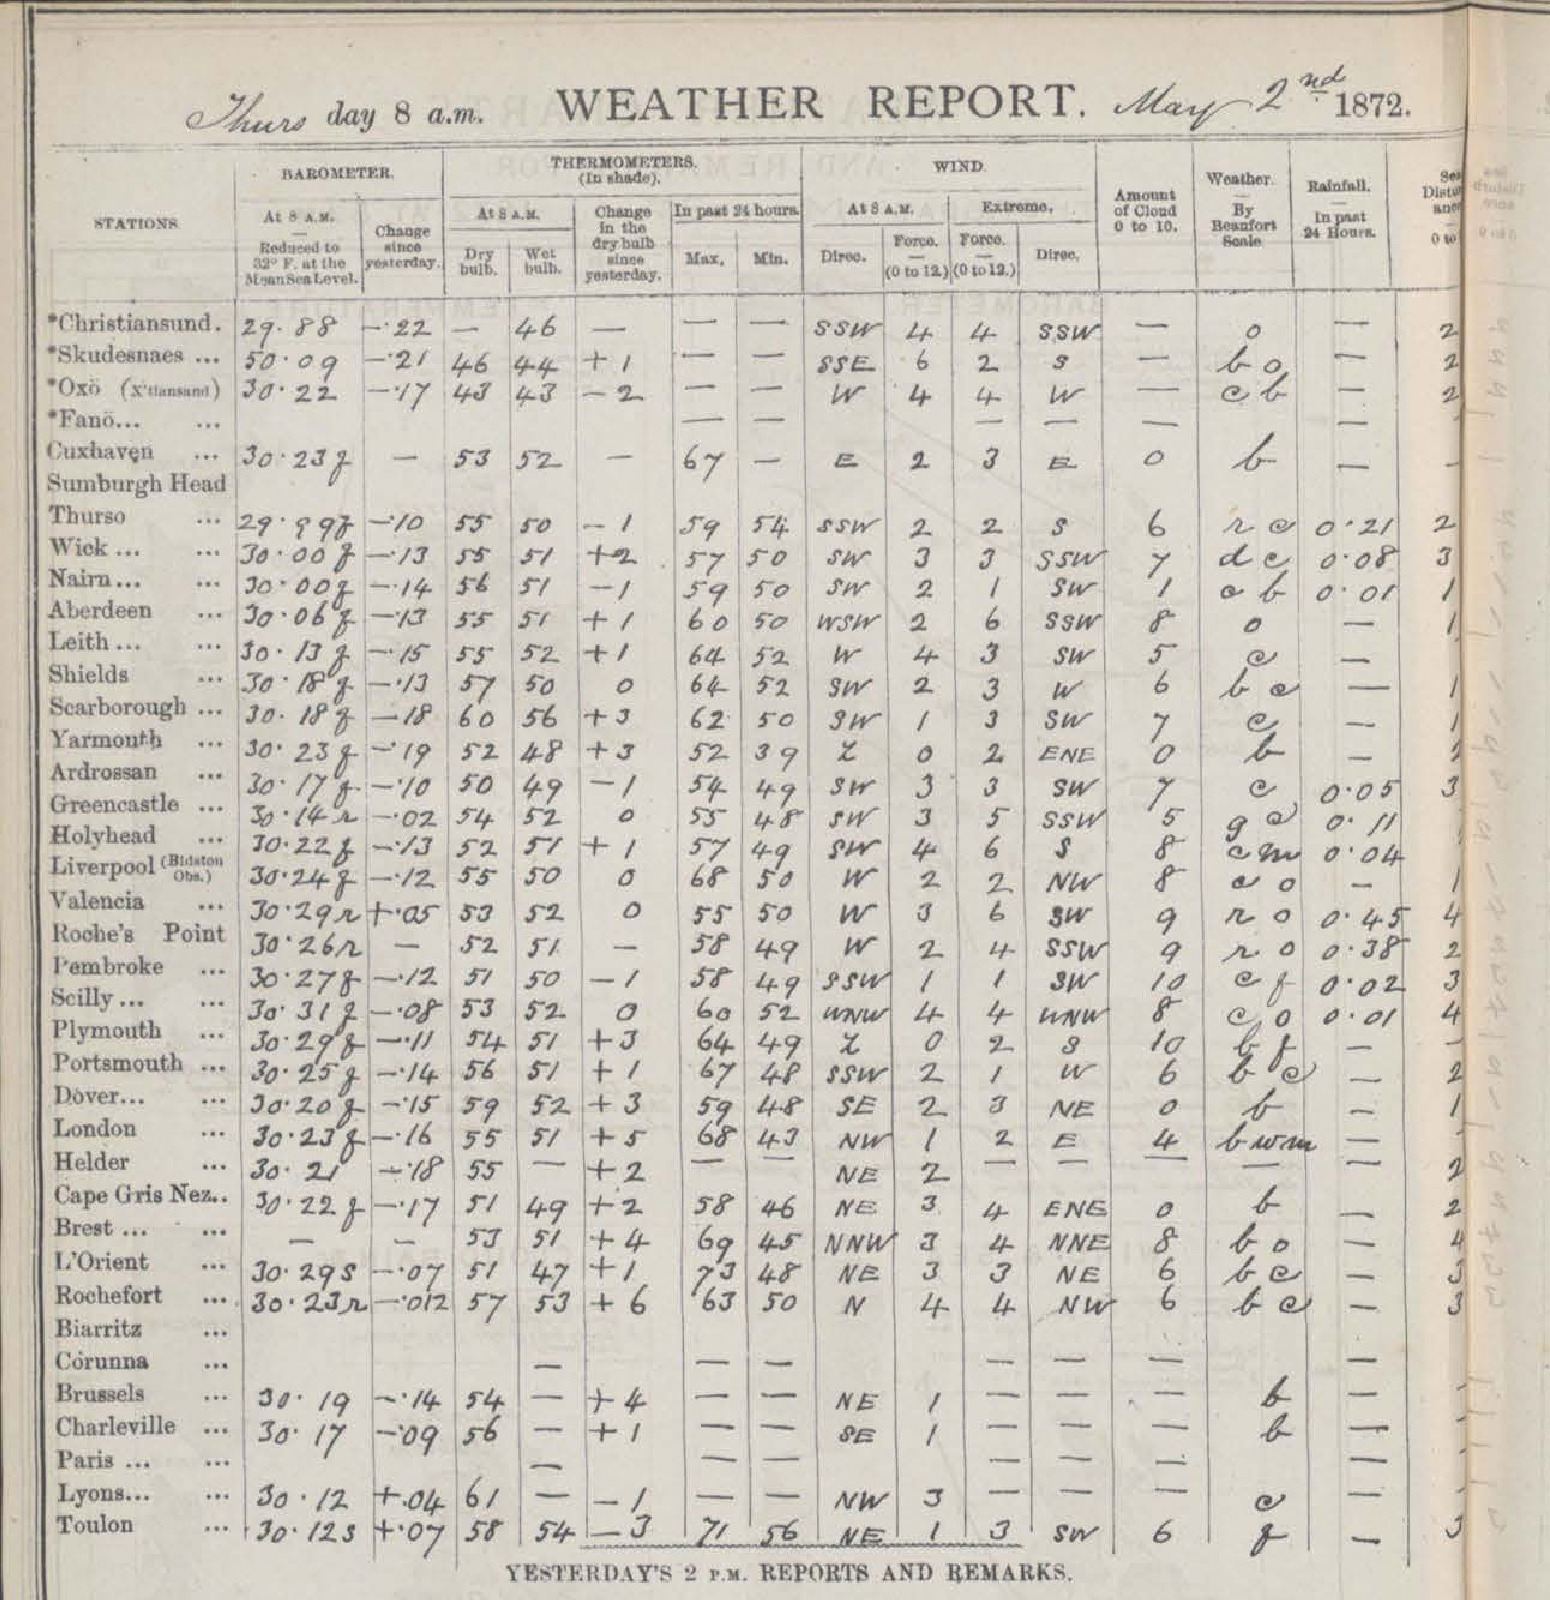 Thurs day 8 a.m. WEATHER REPORT. May 2nd 1872.
STATIONS. BAROMETER. THERMOMETERS. (In shade). WIND. Amount of Cloud 0 to 10. Weather. By Beaufort Scale Rainfall. In past 24 Hours.
At 8 A.M. Reduced to 32° F. at the Mean Sea Level. Change since yesterday. At 8 A.M. Dry bulb. Wet bulb. Change in the dry bulb since yesterday. In past 24 hours. Max. Min. At 8 A.M. Direc. Force. (0 to 12.) Extreme. Force. (0 to 12.) Direc.
*Christiansund. 29.88 -.22 — 46 — — — SSW 4 4 SSW — o — 2
*Skudesnaes ... 50.09 -.21 46 44 +1 — — SSE 6 2 S — b o — 2
*Oxö (X'tiansand) 30.22 -.17 43 43 -2 — — W 4 4 W — c b — 2
*Fanö... ... — — — — — —
Cuxhaven ... 30.23 f — 53 52 — 67 — E 2 3 E 0 b — -
Sumburgh Head
Thurso ... 29.99 f -.10 55 50 -1 59 54 SSW 2 2 S 6 r c 0.21 2
Wick ... ... 30.00 f -.13 55 51 +2 57 50 SW 3 3 SSW 7 d c 0.08 3
Nairn... ... 30.00 f -.14 56 51 -1 59 50 SW 2 1 SW 1 c b 0.01 1
Aberdeen ... 30.06 f -.13 55 51 +1 60 50 WSW 2 6 SSW 8 o — 1
Leith ... ... 30.13 f -.15 55 52 +1 64 52 W 4 3 SW 5 c —
Shields ... 30.18 f -.13 57 50 0 64 52 SW 2 3 W 6 b c — 1
Scarborough ... 30.18 f -.18 60 56 +3 62 50 SW 1 3 SW 7 c — 1
Yarmouth ... 30.23 f -.19 52 48 +3 52 39 Z 0 2 ENE 0 b — 2
Ardrossan ... 30.17 f -.10 50 49 -1 54 49 SW 3 3 SW 7 c 0.05 3
Greencastle ... 30.14 r -.02 54 52 0 55 48 SW 3 5 SSW 5 g c 0.11
Holyhead ... 30.22 f -.13 52 51 +1 57 49 SW 4 6 S 8 c m 0.04
Liverpool (Bidston Obs.) 30.24 f -.12 55 50 0 68 50 W 2 2 NW 8 c o — 1
Valencia ... 30.29 r +.05 53 52 0 55 50 W 3 6 SW 9 r o 0.45 4
Roche's Point 30.26 r — 52 51 — 58 49 W 2 4 SSW 9 r o 0.38 2
Pembroke ... 30.27 f -.12 51 50 -1 58 49 SSW 1 1 SW 10 c f 0.02 3
Scilly ... ... 30.31 f -.08 53 52 0 60 52 WNW 4 4 WNW 8 c o 0.01 4
Plymouth ... 30.29 f -.11 54 51 +3 64 49 Z 0 2 S 10 b f — -
Portsmouth ... 30.25 f -.14 56 51 +1 67 48 SSW 2 1 W 6 b c — 2
Dover... ... 30.20 f -.15 59 52 +3 59 48 SE 2 3 NE 0 b — 1
London ... 30.23 f -.16 55 51 +5 68 43 NW 1 2 E 4 b w m — -
Helder ... 30.21 -.18 55 — +2 — — NE 2 — — — — — 2
Cape Gris Nez.. 30.22 f -.17 51 49 +2 58 46 NE 3 4 ENE 0 b — 2
Brest ... ... — — 53 51 +4 69 45 NNW 3 4 NNE 8 b o — 4
L'Orient ... 30.29 s -.07 51 47 +1 73 48 NE 3 3 NE 6 b c — 3
Rochefort ... 30.23 r -.012 57 53 +6 63 50 N 4 4 NW 6 b c — 3
Biarritz ...
Corunna ... — — — — — — —
Brussels ... 30.19 -.14 54 — +4 — — NE 1 — — — b — -
Charleville ... 30.17 -.09 56 — +1 — — SE 1 — — — b — -
Paris ... ... — — — — — — — -
Lyons... ... 30.12 +.04 61 — -1 — — NW 3 — — — c — -
Toulon ... 30.12 s +.07 58 54 -3 71 56 NE 1 3 SW 6 f — 3
YESTERDAY'S 2 P.M. REPORTS AND REMARKS.